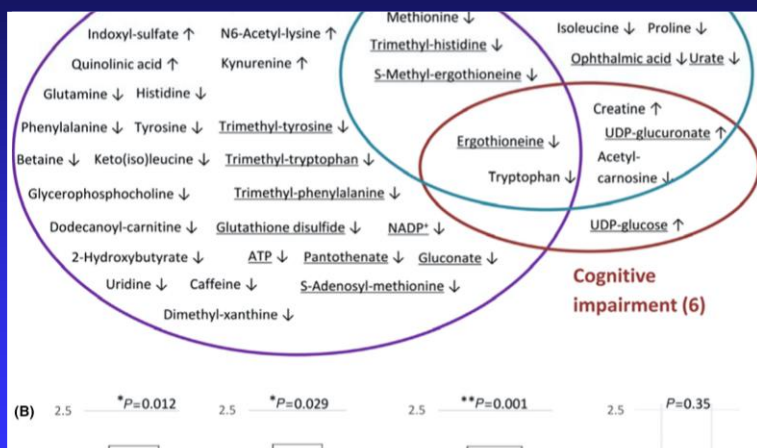 Methionine ↓
Indoxyl-sulfate ↑ N6-Acetyl-lysine ↑ Isoleucine ↓ Proline ↓
Trimethyl-histidine ↓
Quinolinic acid ↑ Kynurenine ↑ Ophthalmic acid ↓ Urate ↓
S-Methyl-ergothioneine ↓
Glutamine ↓ Histidine ↓
Creatine ↑
Phenylalanine ↓ Tyrosine ↓ Trimethyl-tyrosine ↓ UDP-glucuronate ↑
Ergothioneine ↓
Betaine ↓ Keto(iso)leucine ↓ Trimethyl-tryptophan ↓ Acetyl-
Tryptophan ↓ carnosine ↓
Glycerophosphocholine ↓ Trimethyl-phenylalanine ↓
Dodecanoyl-carnitine ↓ Glutathione disulfide ↓ NADP⁺ ↓ UDP-glucose ↑
2-Hydroxybutyrate ↓ ATP ↓ Pantothenate ↓ Gluconate ↓
Cognitive
Uridine ↓ Caffeine ↓ S-Adenosyl-methionine ↓
impairment (6)
Dimethyl-xanthine ↓
(B) 2.5 *P=0.012 2.5 *P=0.029 2.5 **P=0.001 2.5 P=0.35